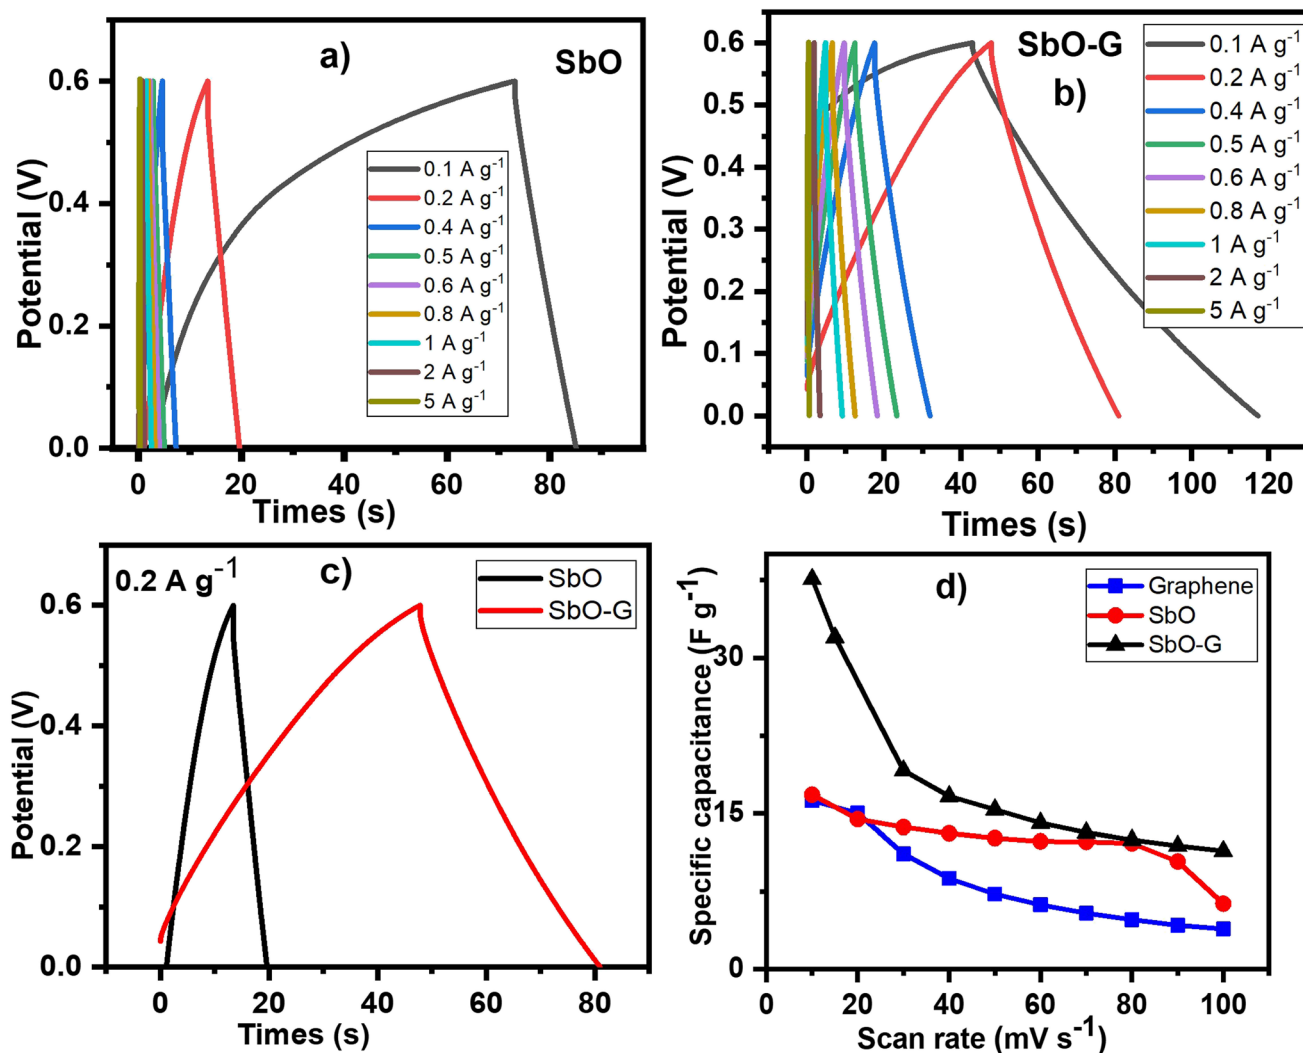 a)
SbO
0.6
0.4
0.2
0.0
Potential (V)
0.1 A g⁻¹
0.2 A g⁻¹
0.4 A g⁻¹
0.5 A g⁻¹
0.6 A g⁻¹
0.8 A g⁻¹
1 A g⁻¹
2 A g⁻¹
5 A g⁻¹
0 20 40 60 80
Times (s)
SbO-G
b)
0.6
0.5
0.4
0.3
0.2
0.1
0.0
Potential (V)
0.1 A g⁻¹
0.2 A g⁻¹
0.4 A g⁻¹
0.5 A g⁻¹
0.6 A g⁻¹
0.8 A g⁻¹
1 A g⁻¹
2 A g⁻¹
5 A g⁻¹
0 20 40 60 80 100 120
Times (s)
0.2 A g⁻¹
c)
SbO
SbO-G
0.6
0.4
0.2
0.0
Potential (V)
0 20 40 60 80
Times (s)
d)
Graphene
SbO
SbO-G
30
15
0
Specific capacitance (F g⁻¹)
0 20 40 60 80 100
Scan rate (mV s⁻¹)